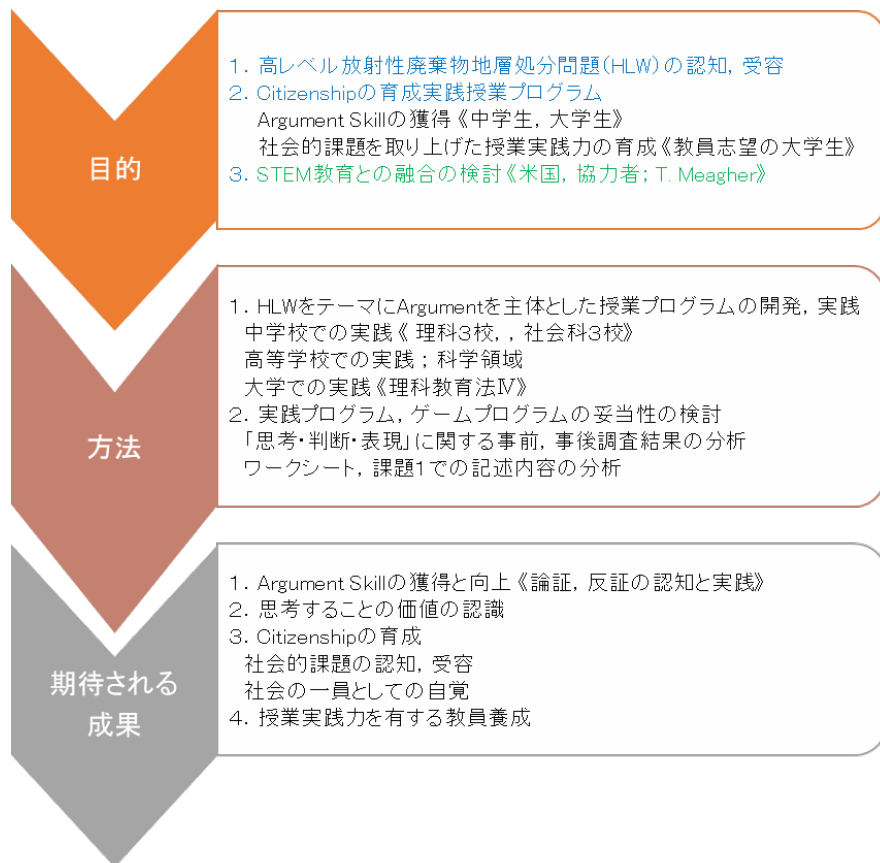 目的
1. 高レベル放射性廃棄物地層処分問題(HLW)の認知, 受容
2. Citizenshipの育成実践授業プログラム
Argument Skillの獲得《中学生, 大学生》
社会的課題を取り上げた授業実践力の育成《教員志望の大学生》
3. STEM教育との融合の検討《米国, 協力者; T. Meagher》
方法
1. HLWをテーマにArgumentを主体とした授業プログラムの開発, 実践
中学校での実践《 理科3校, , 社会科3校》
高等学校での実践 ; 科学領域
大学での実践《理科教育法Ⅳ》
2. 実践プログラム, ゲームプログラムの妥当性の検討
「思考・判断・表現」に関する事前, 事後調査結果の分析
ワークシート, 課題1での記述内容の分析
期待される
成果
1. Argument Skillの獲得と向上《論証, 反証の認知と実践》
2. 思考することの価値の認識
3. Citizenshipの育成
社会的課題の認知, 受容
社会の一員としての自覚
4. 授業実践力を有する教員養成